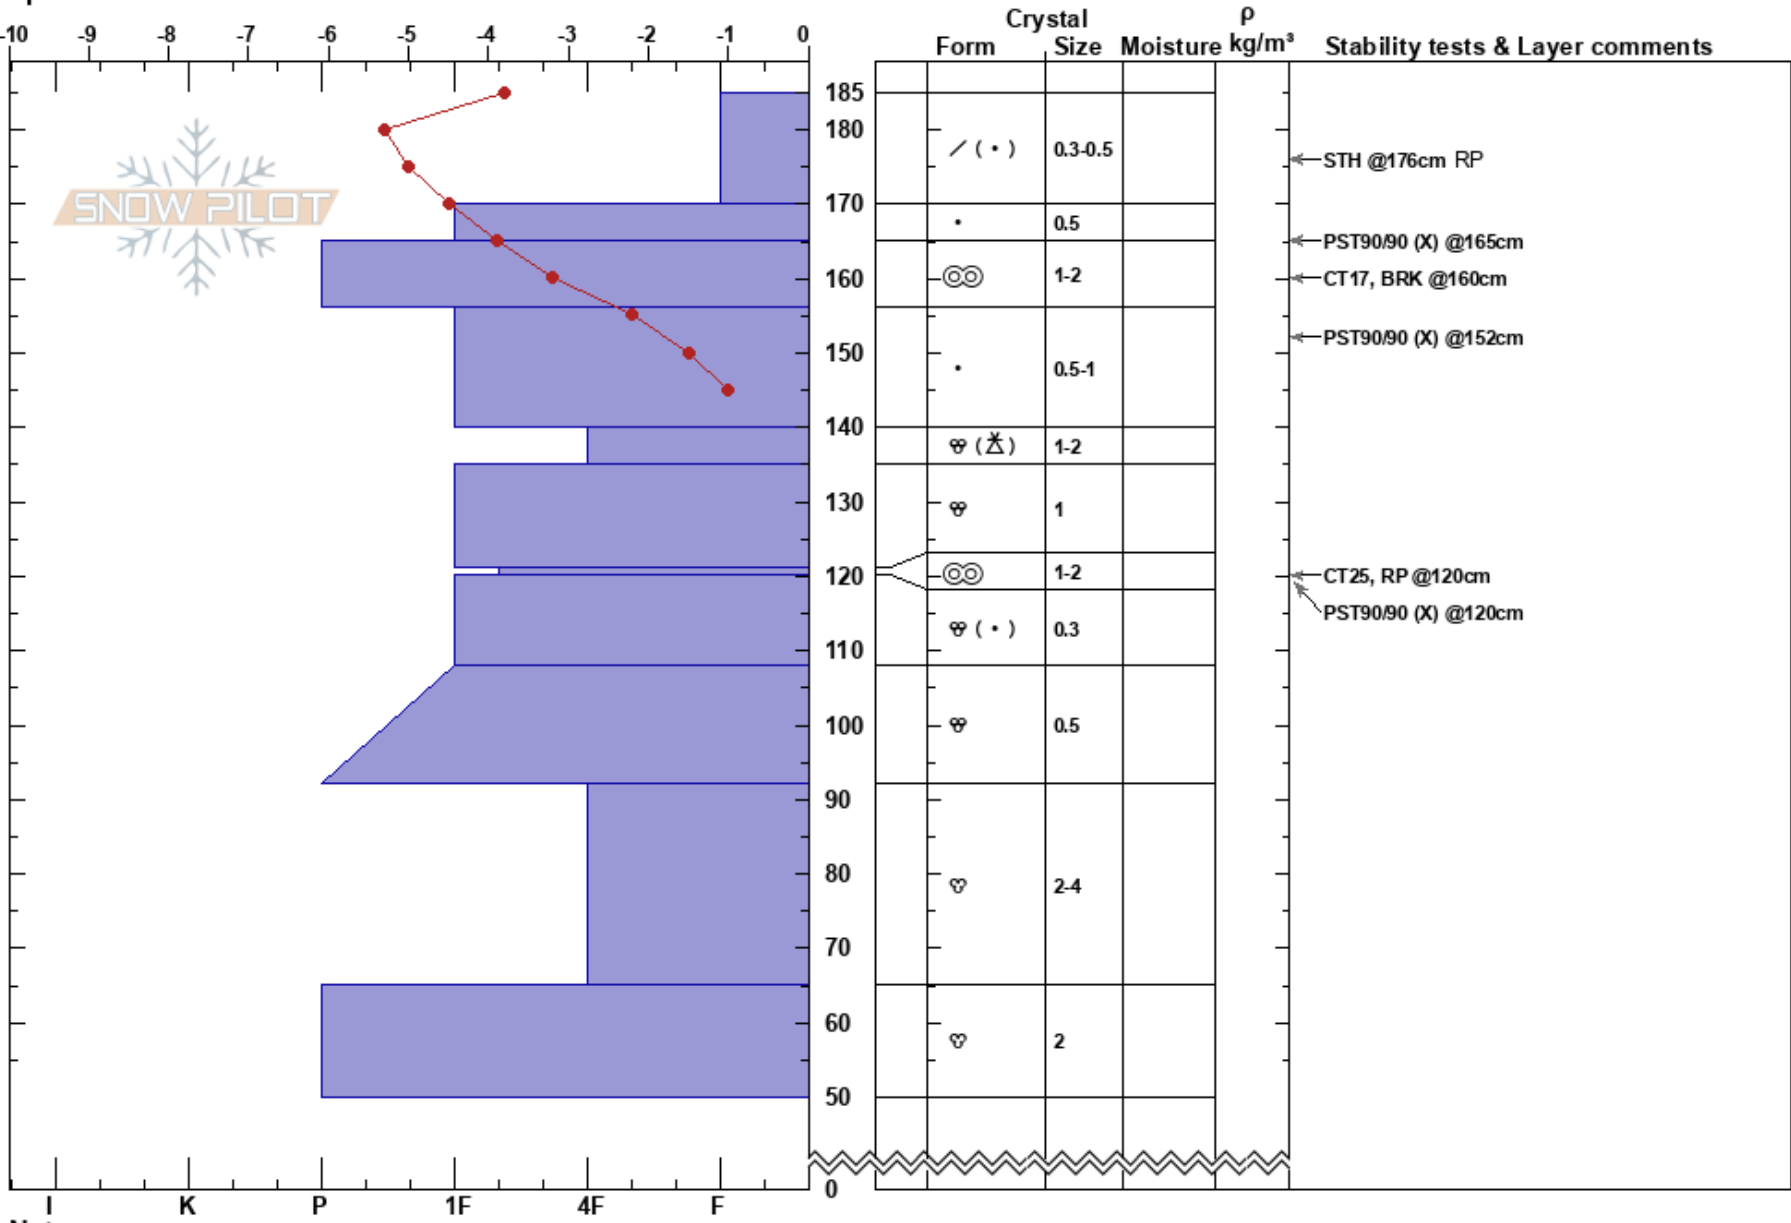 Crystal
ρ
-10 -9 -8 -7 -6 -5 -4 -3 -2 -1 0
Form Size Moisture kg/m³ Stability tests & Layer comments
185
180
/ ( • ) 0.3-0.5
STH @176cm RP
SNOW PILOT
170
• 0.5
PST90/90 (X) @165cm
160
1-2
CT17, BRK @160cm
PST90/90 (X) @152cm
150
• 0.5-1
140
1-2
130
1
120
1-2
CT25, RP @120cm
PST90/90 (X) @120cm
( • ) 0.3
110
100
0.5
90
80
2-4
70
60
2
50
0
I K P 1F 4F F